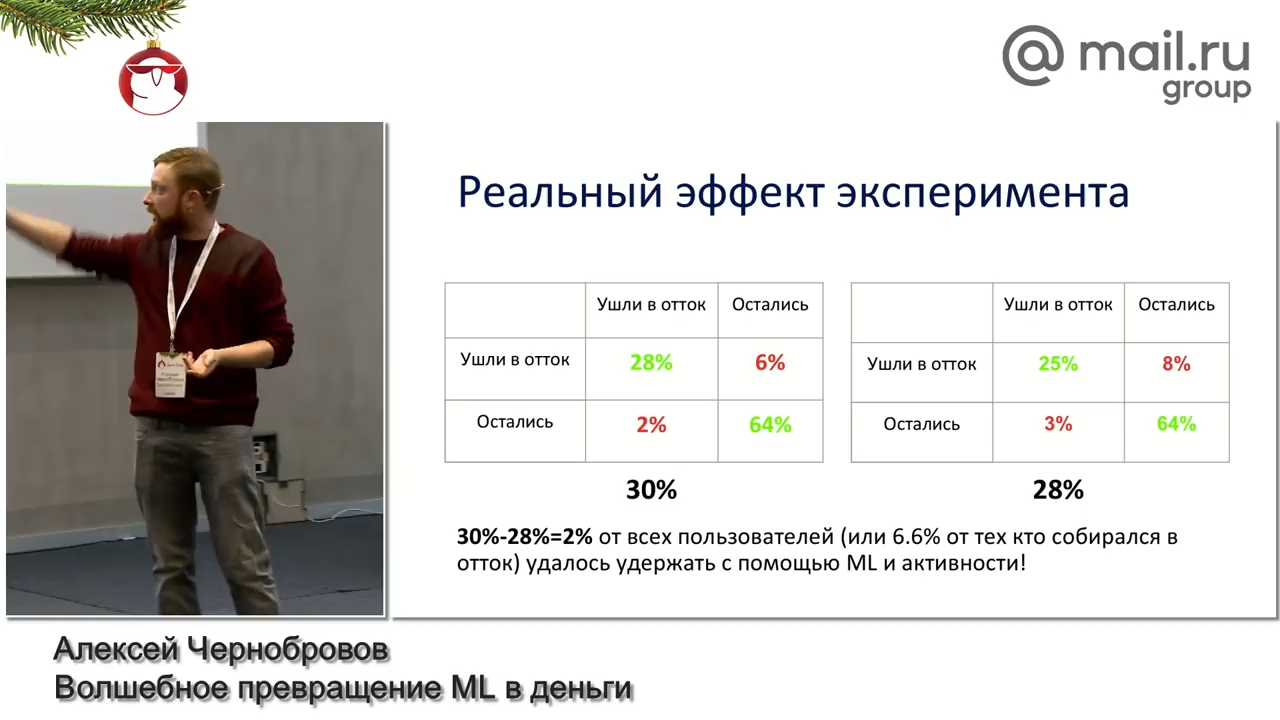 @ mail.ru
group
Реальный эффект эксперимента
Ушли в отток Остались
Ушли в отток 28% 6%
Остались 2% 64%
30%
Ушли в отток Остались
Ушли в отток 25% 8%
Остались 3% 64%
28%
30%-28%=2% от всех пользователей (или 6.6% от тех кто собирался в
отток) удалось удержать с помощью ML и активности!
Алексей Чернобровов
Волшебное превращение ML в деньги